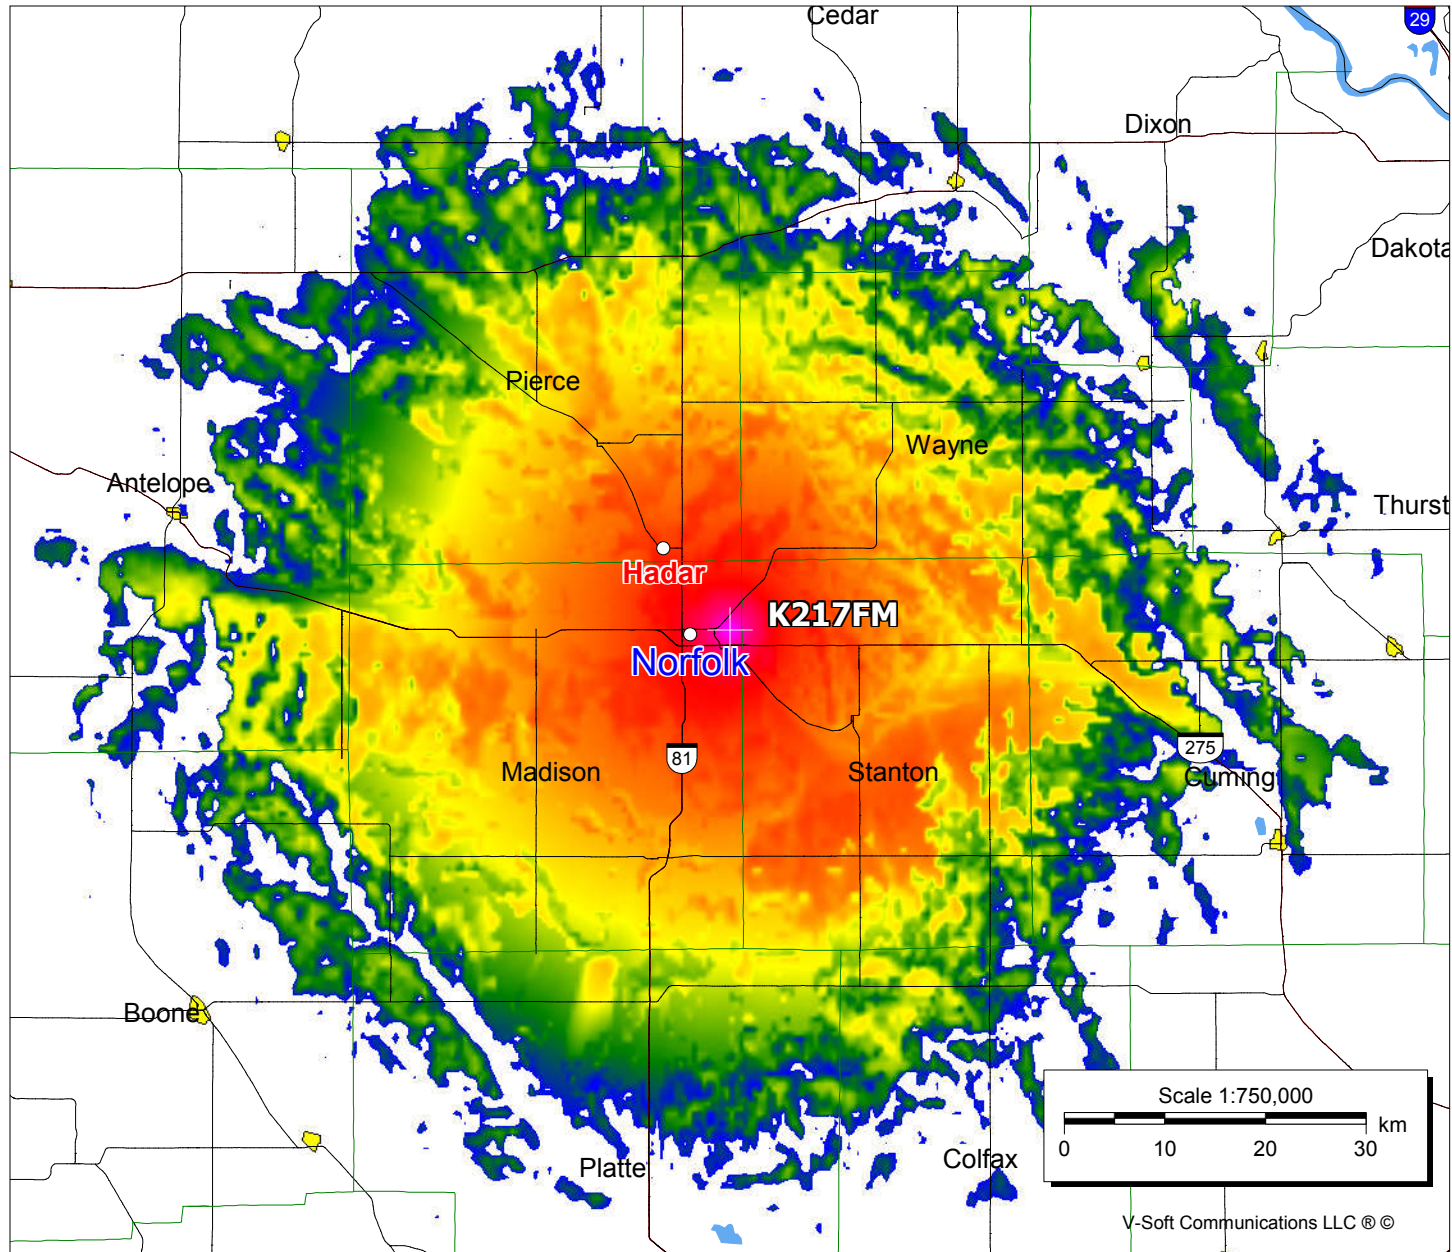 Cedar
29
Dixon
Dakota
Pierce
Wayne
Antelope
Thurst
Hadar
K217FM
Norfolk
81
275
Madison
Stanton
Cuming
Boone
Scale 1:750,000
km
0 10 20 30
Platte
Colfax
V-Soft Communications LLC ® ©